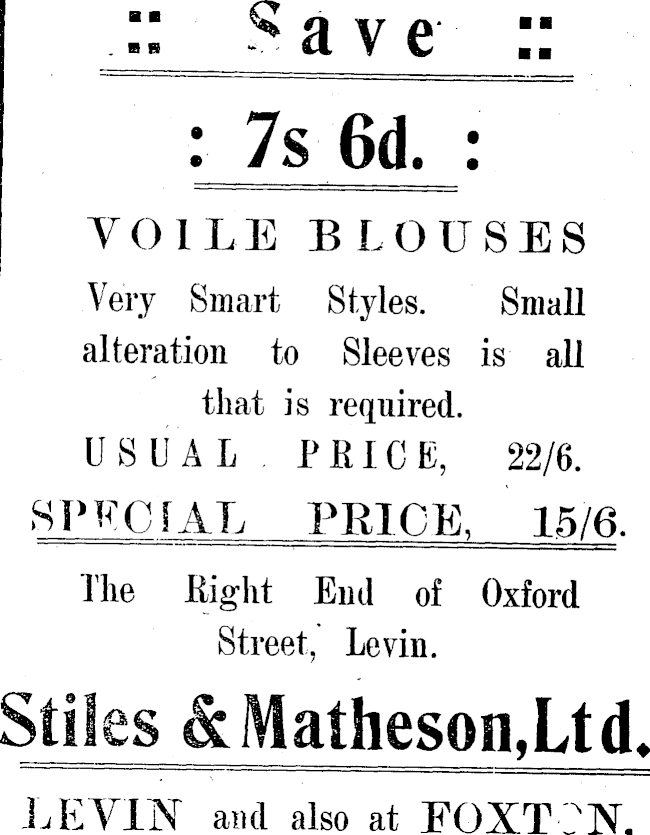 :: Save ::
: 7s 6d. :
VOILE BLOUSES
Very Smart Styles. Small
alteration to Sleeves is all
that is required.
USUAL PRICE, 22/6.
SPECIAL PRICE, 15/6.
The Right End of Oxford
Street, Levin.
Stiles & Matheson, Ltd.
LEVIN and also at FOXTON.